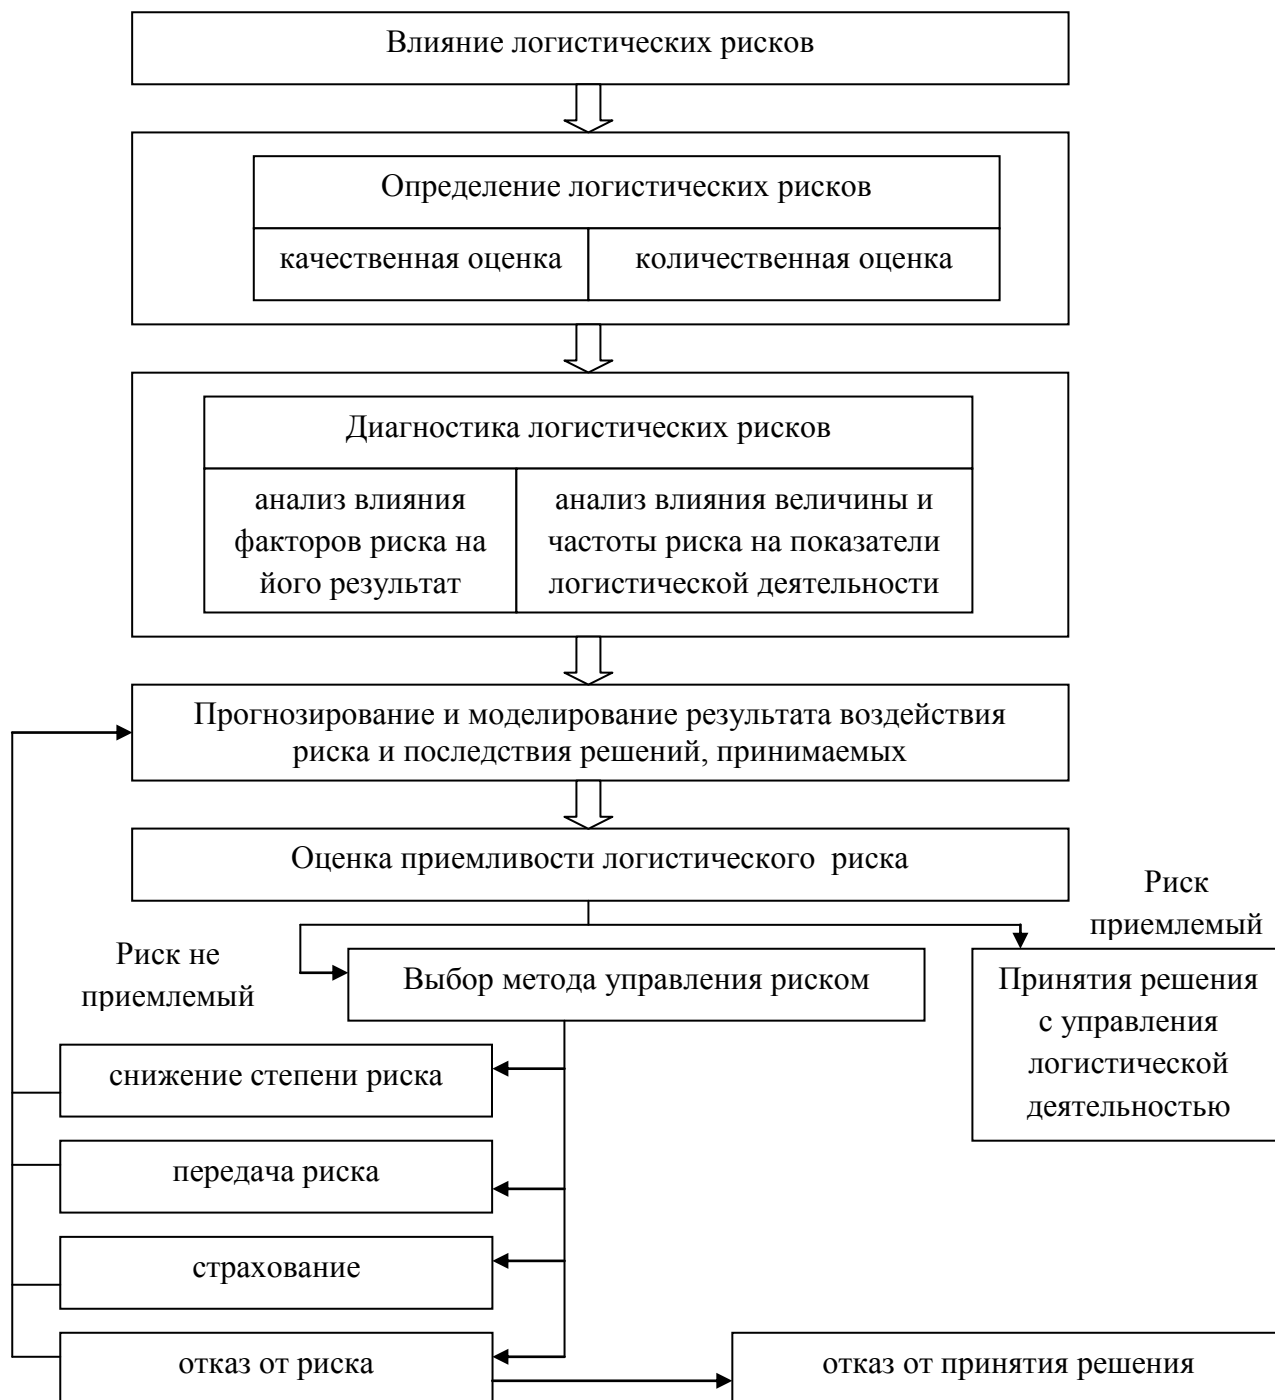 Влияние логистических рисков
Определение логистических рисков
качественная оценка
количественная оценка
Диагностика логистических рисков
анализ влияния
факторов риска на
його результат
анализ влияния величины и
частоты риска на показатели
логистической деятельности
Прогнозирование и моделирование результата воздействия
риска и последствия решений, принимаемых
Оценка приемливости логистического риска
Риск
приемлемый
Риск не
приемлемый
Выбор метода управления риском
Принятия решения
с управления
логистической
деятельностью
снижение степени риска
передача риска
страхование
отказ от риска
отказ от принятия решения